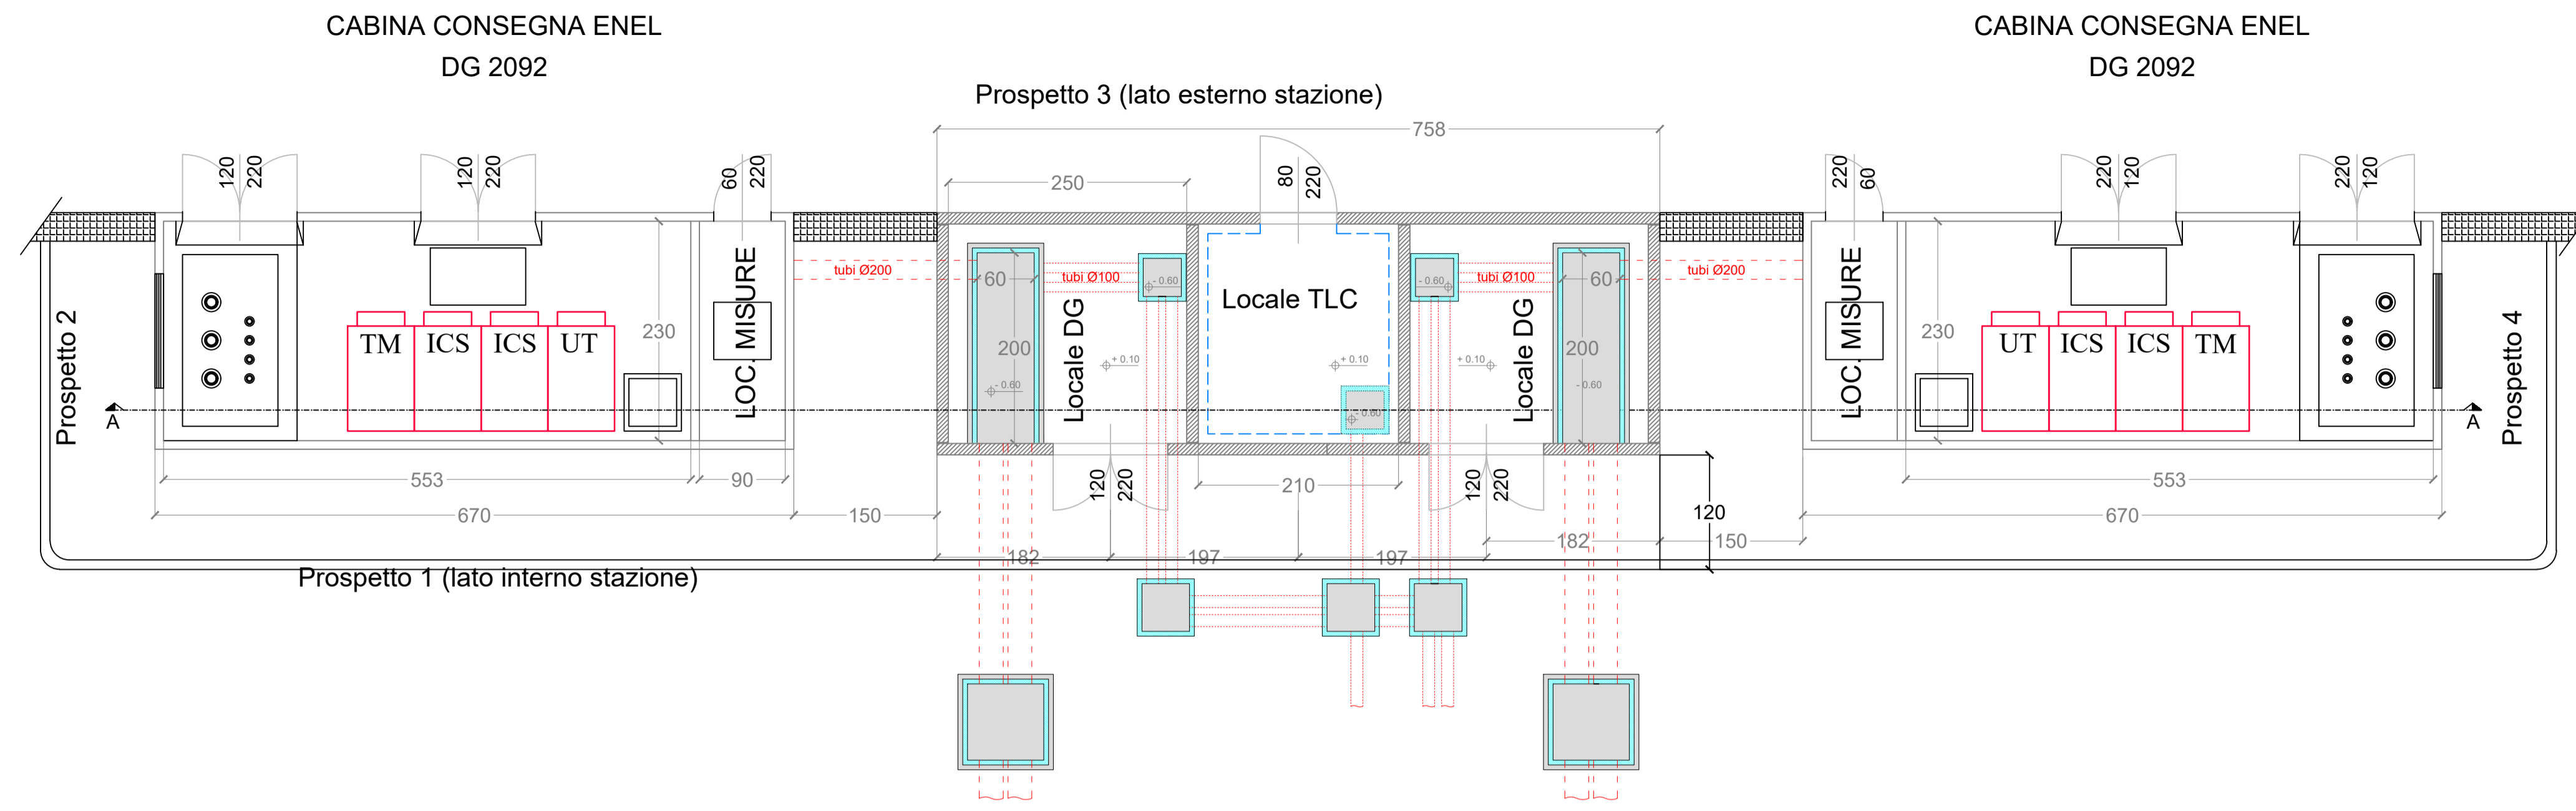 CABINA CONSEGNA ENEL
DG 2092
CABINA CONSEGNA ENEL
DG 2092
Prospetto 3 (lato esterno stazione)
758
250
120
220
120
220
60
220
80
220
220
60
220
120
220
120
Prospetto 2
TM
ICS
ICS
UT
230
LOC. MISURE
tubi Ø200
60
200
- 0.60
tubi Ø100
- 0.60
Locale DG
+ 0.10
Locale TLC
+ 0.10
- 0.60
- 0.60
tubi Ø100
Locale DG
+ 0.10
60
200
- 0.60
tubi Ø200
LOC. MISURE
230
UT
ICS
ICS
TM
Prospetto 4
A
A
553
90
670
150
120
220
210
120
220
120
182
197
197
182
150
553
670
Prospetto 1 (lato interno stazione)